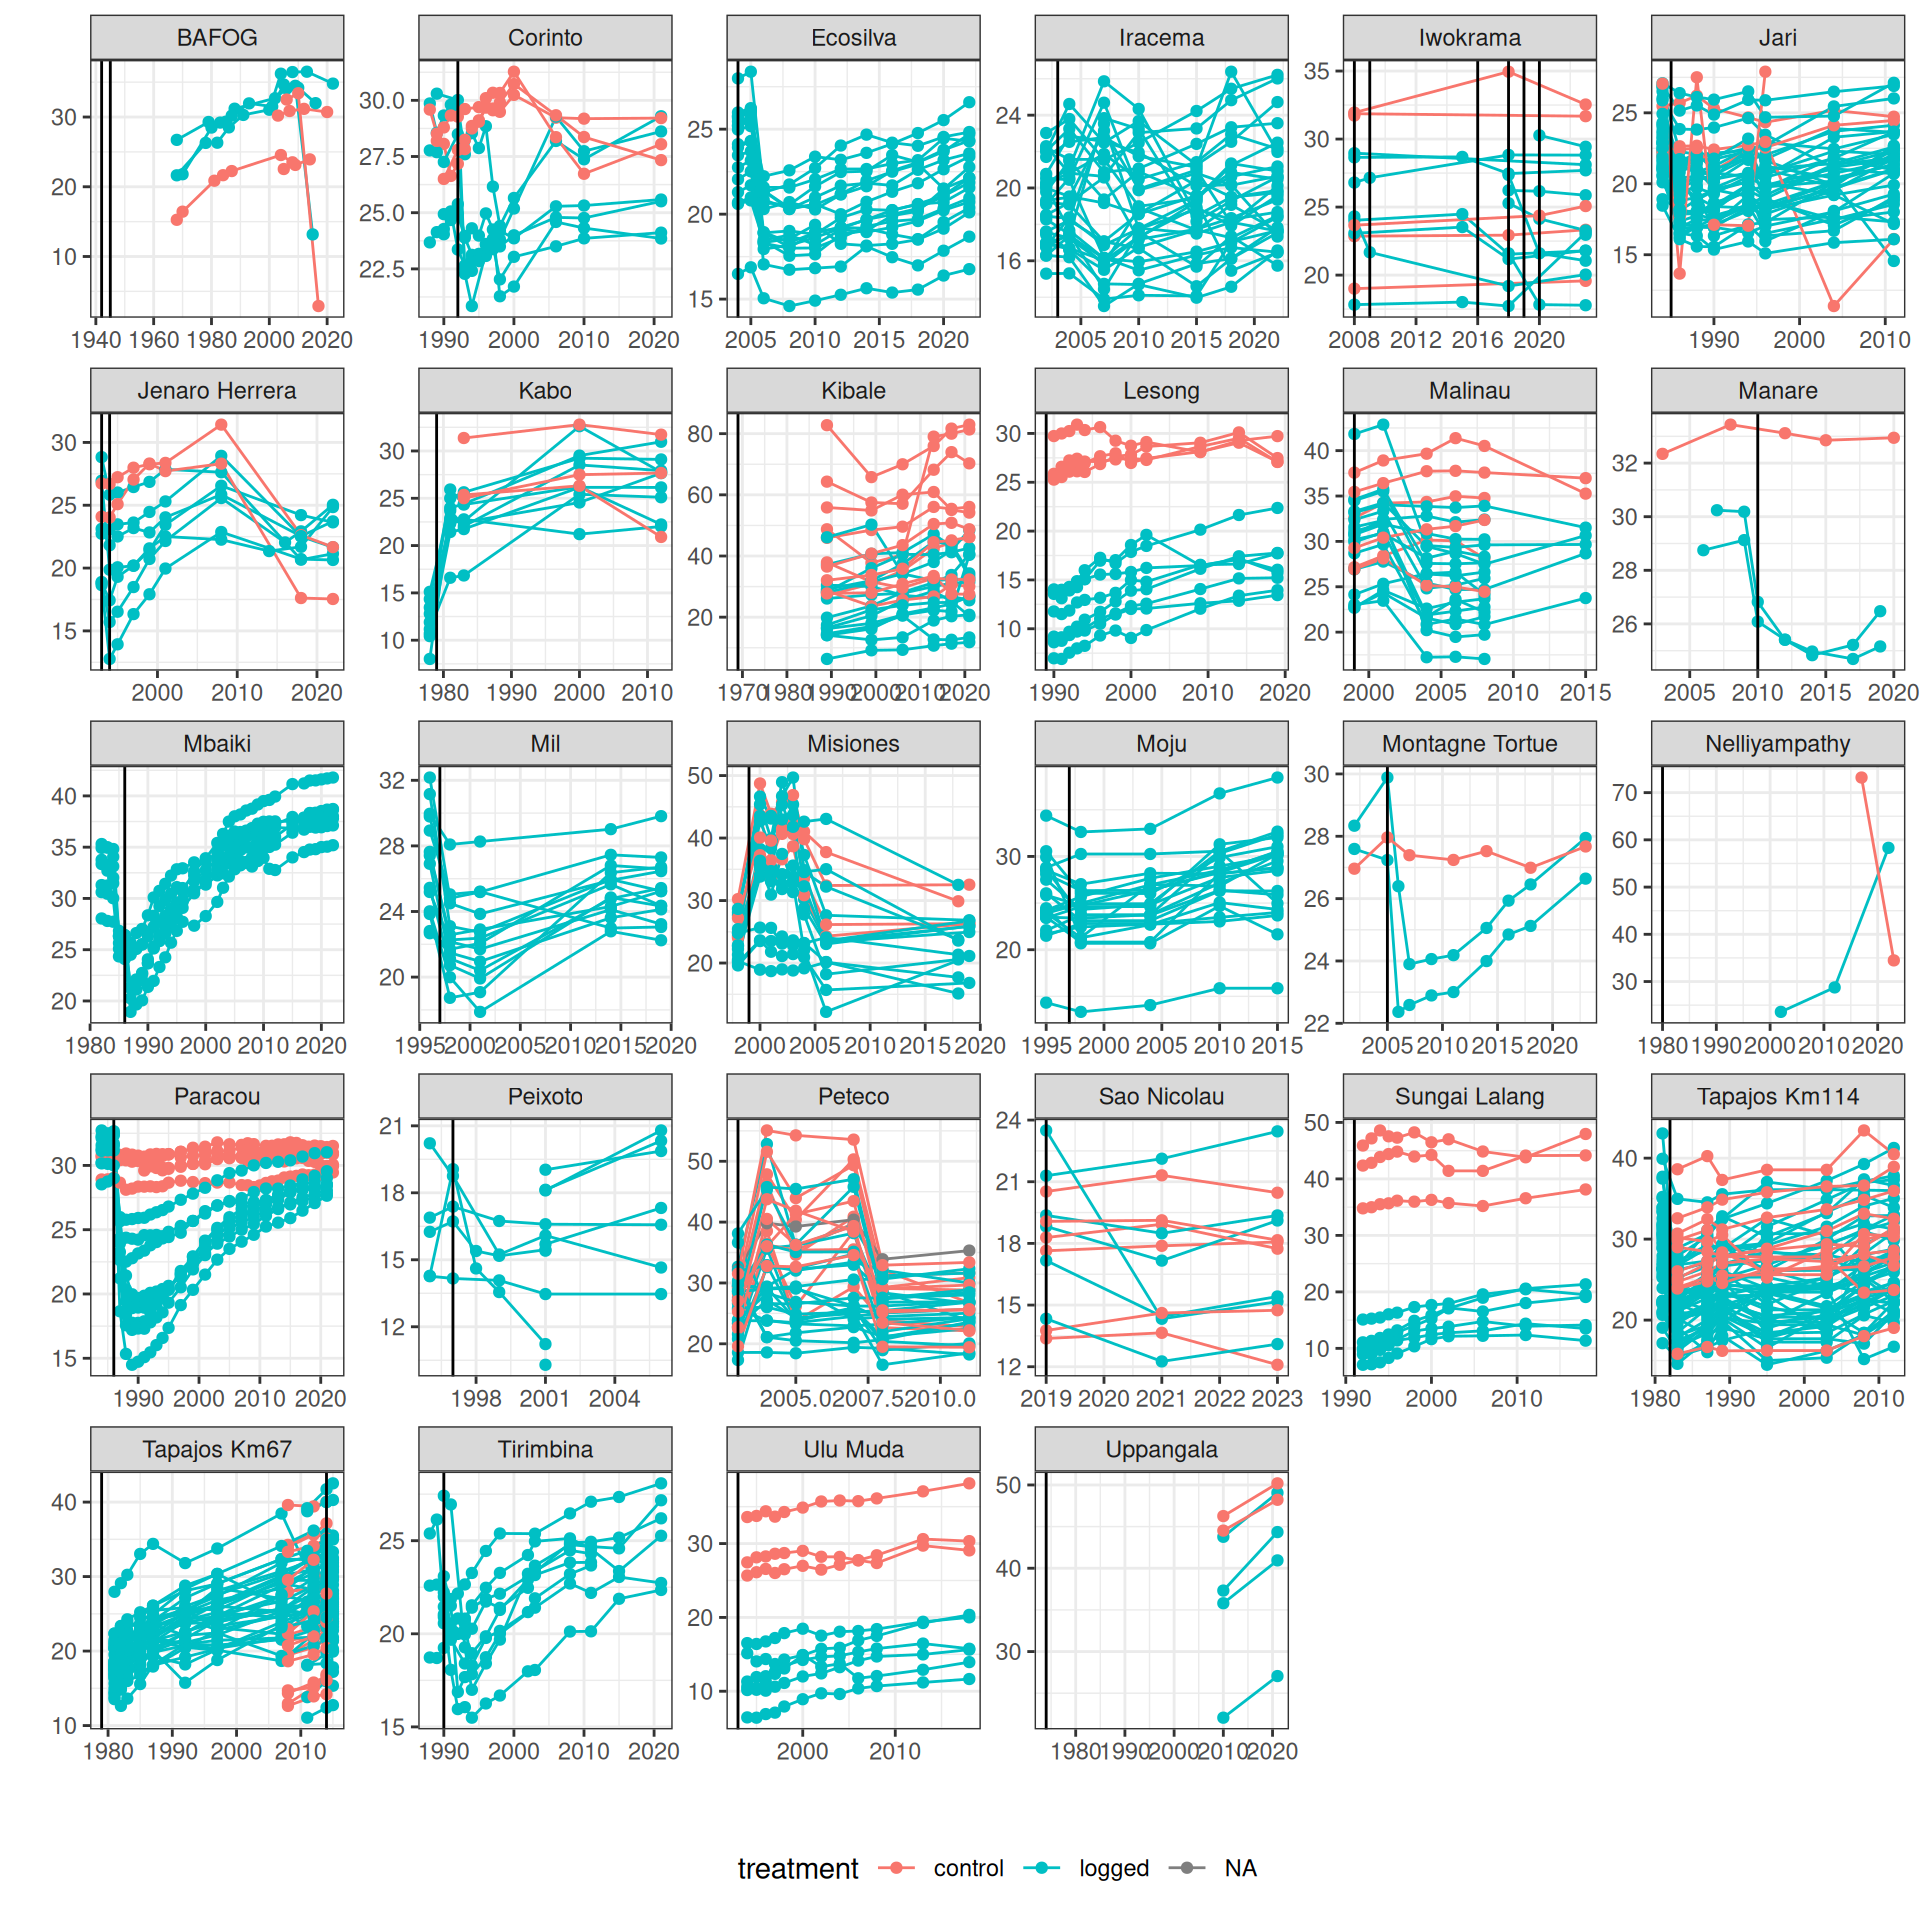 BAFOG Corinto Ecosilva Iracema Iwokrama Jari
30 20 10
30.0 27.5 25.0 22.5
25 20 15
24 20 16
35 30 25 20
25 20 15
1940 1960 1980 2000 2020
1990 2000 2010 2020
2005 2010 2015 2020
2005 2010 2015 2020
2008 2012 2016 2020
1990 2000 2010
Jenaro Herrera Kabo Kibale Lesong Malinau Manare
30 25 20 15
30 25 20 15 10
80 60 40 20
30 25 20 15 10
40 35 30 25 20
32 30 28 26
2000 2010 2020
1980 1990 2000 2010
1970 1980 1990 2000 2010 2020
1990 2000 2010 2020
2000 2005 2010 2015
2005 2010 2015 2020
Mbaiki Mil Misiones Moju Montagne Tortue Nelliyampathy
40 35 30 25 20
32 28 24 20
50 40 30 20
30 20
30 28 26 24 22
70 60 50 40 30
1980 1990 2000 2010 2020
1995 2000 2005 2010 2015 2020
2000 2005 2010 2015 2020
1995 2000 2005 2010 2015
2005 2010 2015 2020
1980 1990 2000 2010 2020
Paracou Peixoto Peteco Sao Nicolau Sungai Lalang Tapajos Km114
30 25 20 15
21 18 15 12
50 40 30 20
24 21 18 15 12
50 40 30 20 10
40 30 20
1990 2000 2010 2020
1998 2001 2004
2005.0 2007.5 2010.0
2019 2020 2021 2022 2023
1990 2000 2010
1980 1990 2000 2010
Tapajos Km67 Tirimbina Ulu Muda Uppangala
40 30 20 10
25 20 15
30 20 10
50 40 30
1980 1990 2000 2010
1990 2000 2010 2020
2000 2010
1980 1990 2000 2010 2020
treatment control logged NA